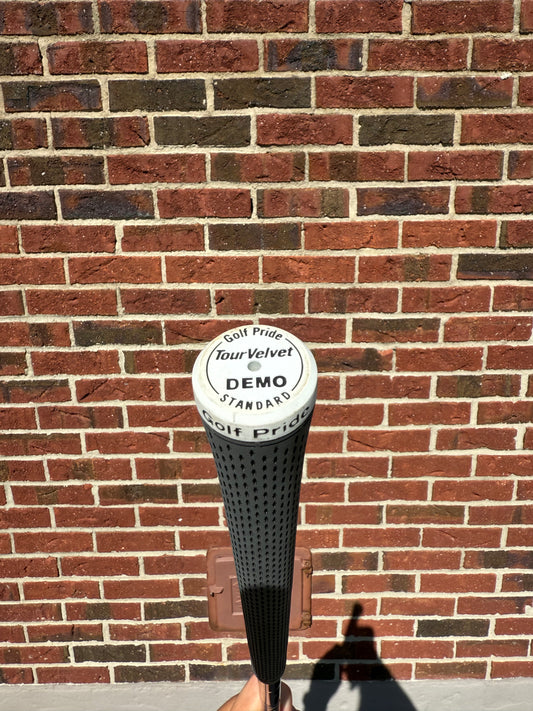 Golf Pride
Tour Velvet
DEMO
STANDARD
Golf Pride